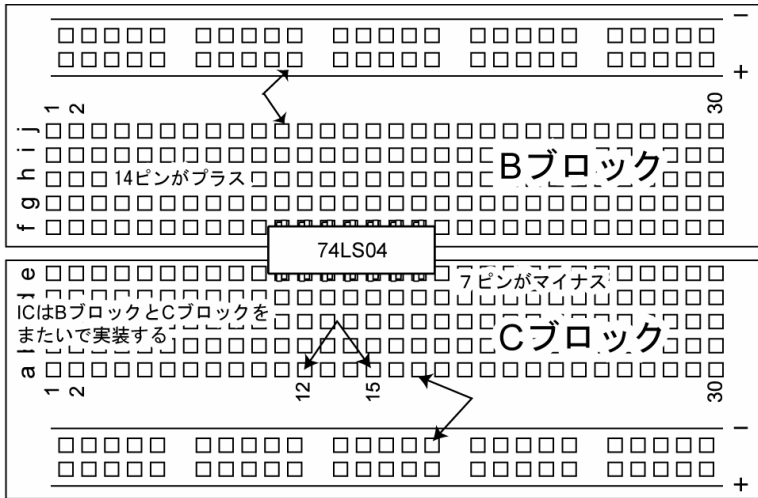 −
+
1 2 30
j
i
h
g
f
14ピンがプラス
Bブロック
74LS04
e
d
7ピンがマイナス
ICはBブロックとCブロックを
またいで実装する
Cブロック
a
1 2 12 15 30
−
+